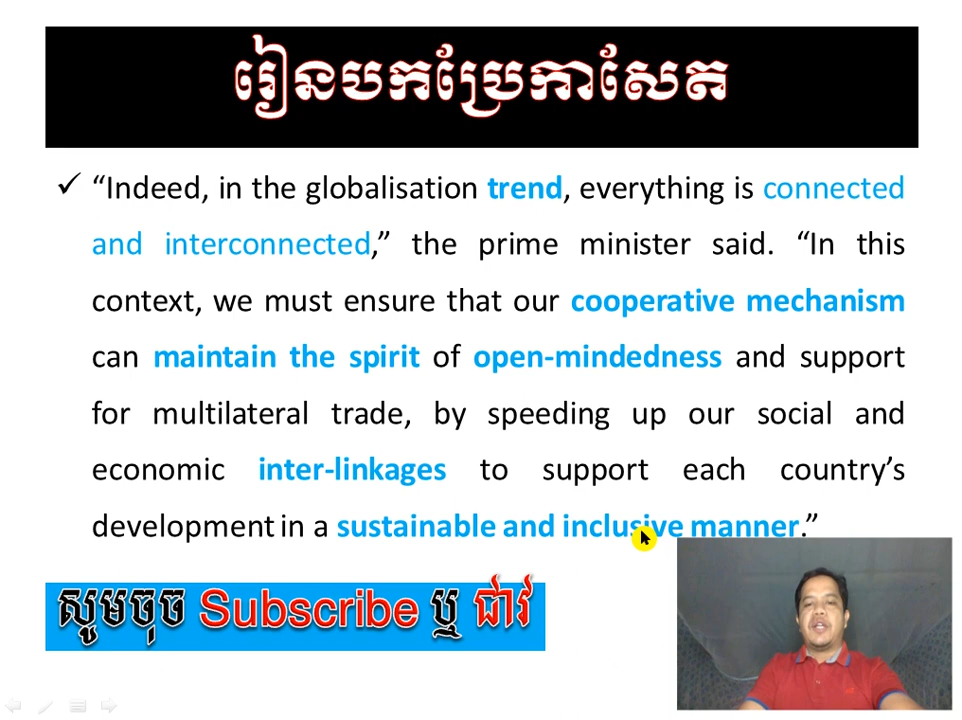 រៀនបកប្រែកាសែត
✓ “Indeed, in the globalisation trend, everything is connected
and interconnected,” the prime minister said. “In this
context, we must ensure that our cooperative mechanism
can maintain the spirit of open-mindedness and support
for multilateral trade, by speeding up our social and
economic inter-linkages to support each country’s
development in a sustainable and inclusive manner.”
សូមចុច Subscribe ឬ ជាវ